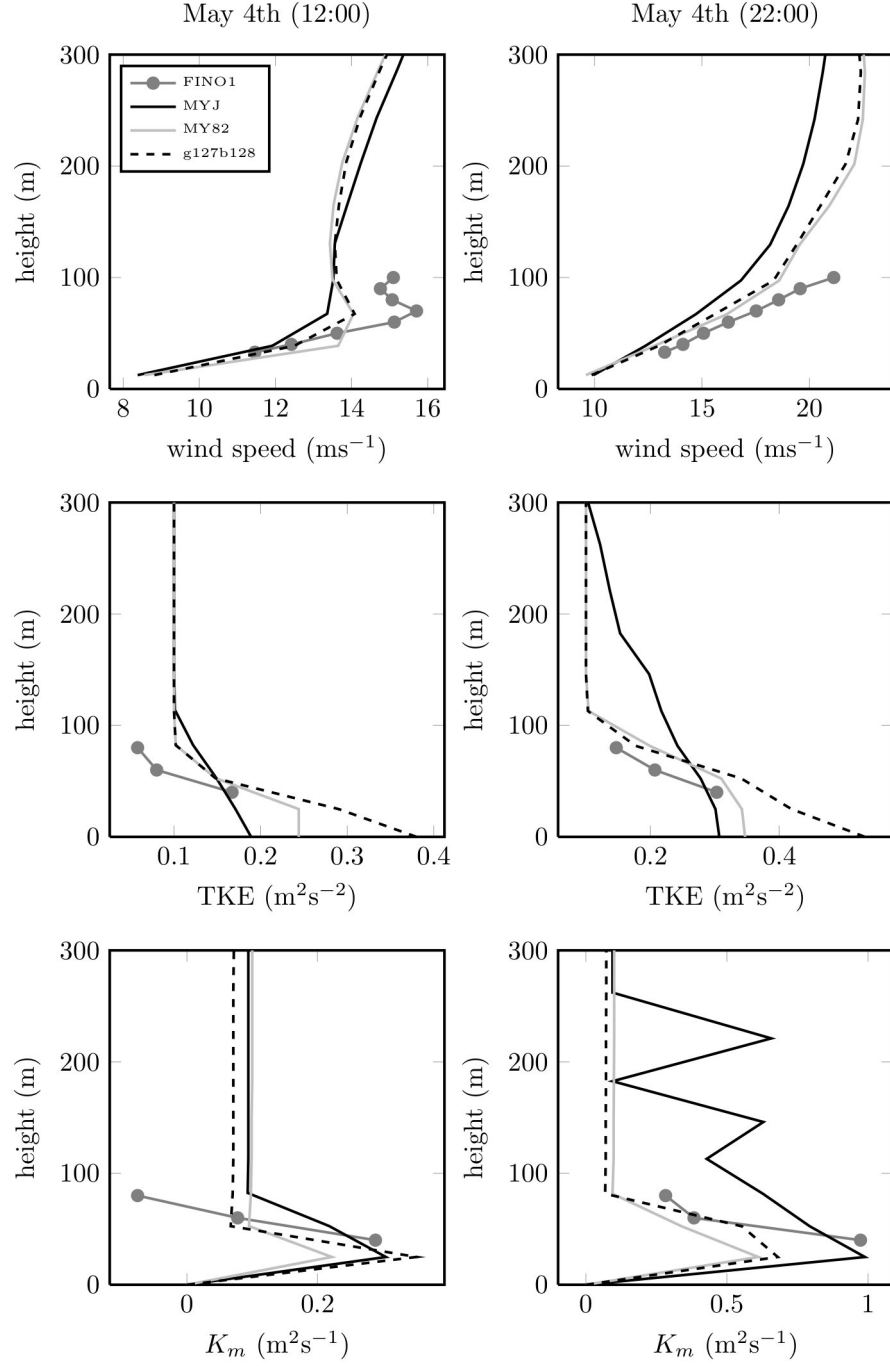 May 4th (12:00)
May 4th (22:00)
300
200
100
0
height (m)
FINO1
MYJ
MY82
g127b128
8 10 12 14 16
wind speed (ms⁻¹)
300
200
100
0
height (m)
10 15 20
wind speed (ms⁻¹)
300
200
100
0
height (m)
0.1 0.2 0.3 0.4
TKE (m²s⁻²)
300
200
100
0
height (m)
0.2 0.4
TKE (m²s⁻²)
300
200
100
0
height (m)
0 0.2
Kₘ (m²s⁻¹)
300
200
100
0
height (m)
0 0.5 1
Kₘ (m²s⁻¹)